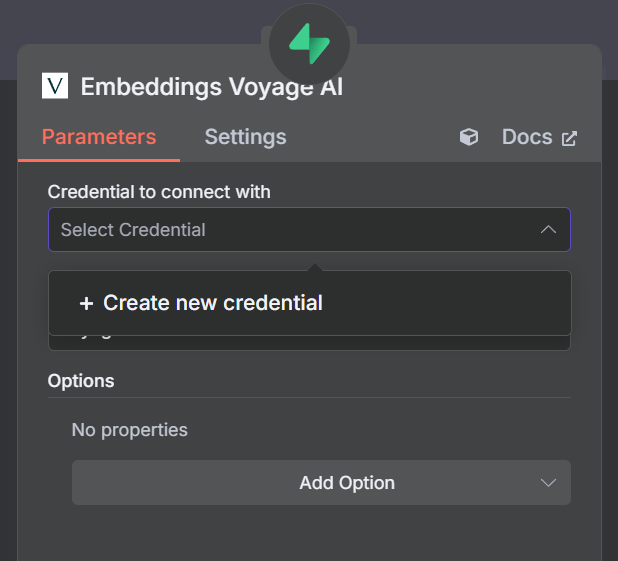 V Embeddings Voyage AI
Parameters Settings Docs
Credential to connect with
Select Credential
+ Create new credential
Options
No properties
Add Option